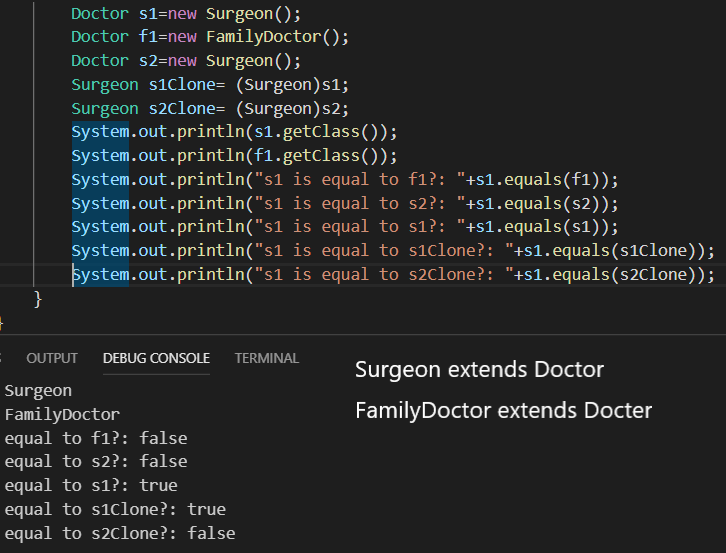 Doctor s1=new Surgeon();
Doctor f1=new FamilyDoctor();
Doctor s2=new Surgeon();
Surgeon s1Clone= (Surgeon)s1;
Surgeon s2Clone= (Surgeon)s2;
System.out.println(s1.getClass());
System.out.println(f1.getClass());
System.out.println("s1 is equal to f1?: "+s1.equals(f1));
System.out.println("s1 is equal to s2?: "+s1.equals(s2));
System.out.println("s1 is equal to s1?: "+s1.equals(s1));
System.out.println("s1 is equal to s1Clone?: "+s1.equals(s1Clone));
System.out.println("s1 is equal to s2Clone?: "+s1.equals(s2Clone));
}
}
OUTPUT DEBUG CONSOLE TERMINAL
Surgeon
FamilyDoctor
equal to f1?: false
equal to s2?: false
equal to s1?: true
equal to s1Clone?: true
equal to s2Clone?: false
Surgeon extends Doctor
FamilyDoctor extends Docter